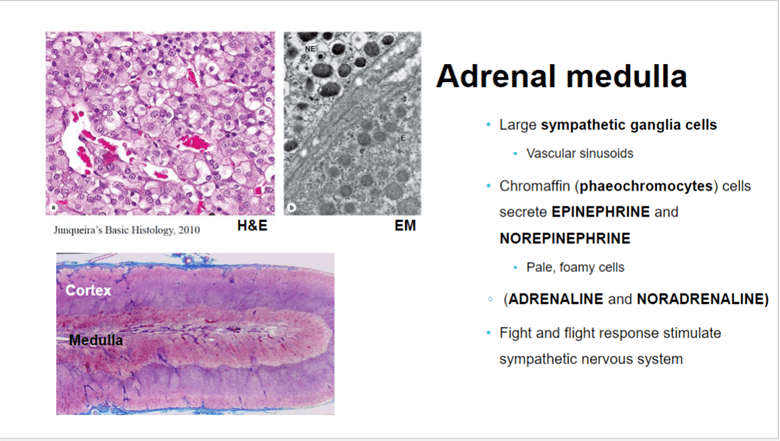 Adrenal medulla
NE
E
a
b
Junqueira's Basic Histology, 2010
H&E
EM
Cortex
Medulla
• Large sympathetic ganglia cells
• Vascular sinusoids
• Chromaffin (phaeochromocytes) cells
secrete EPINEPHRINE and
NOREPINEPHRINE
• Pale, foamy cells
○ (ADRENALINE and NORADRENALINE)
• Fight and flight response stimulate
sympathetic nervous system